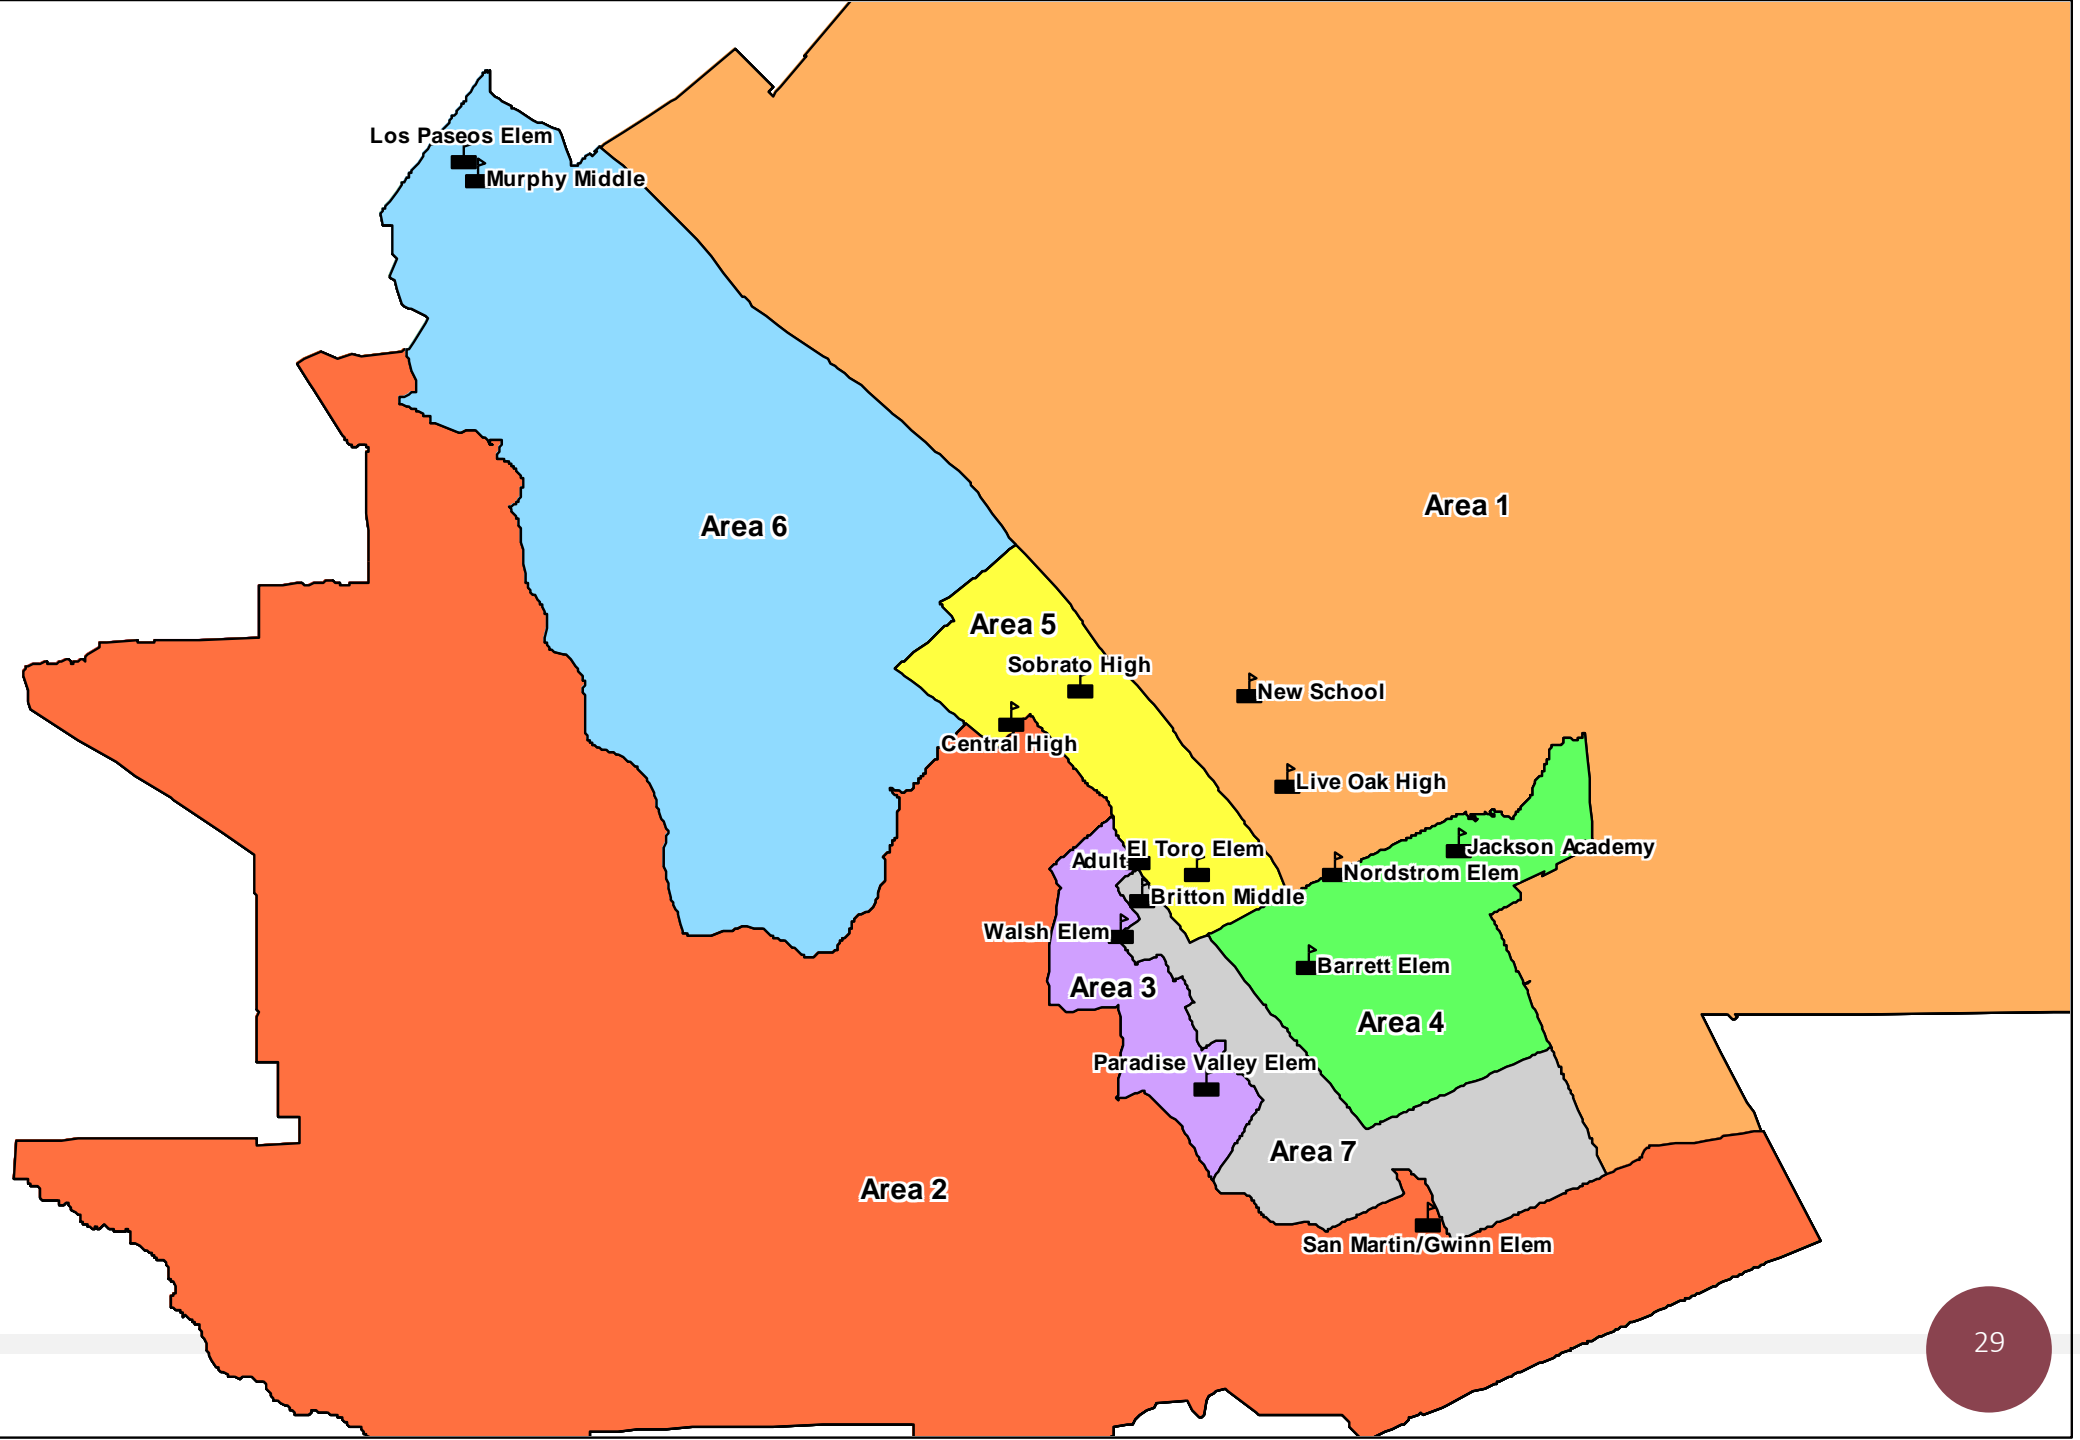 Los Paseos Elem
Murphy Middle
Area 1
Area 6
Area 5
Sobrato High
New School
Central High
Live Oak High
El Toro Elem
Adult
Jackson Academy
Nordstrom Elem
Britton Middle
Walsh Elem
Barrett Elem
Area 3
Area 4
Paradise Valley Elem
Area 7
Area 2
San Martin/Gwinn Elem
29